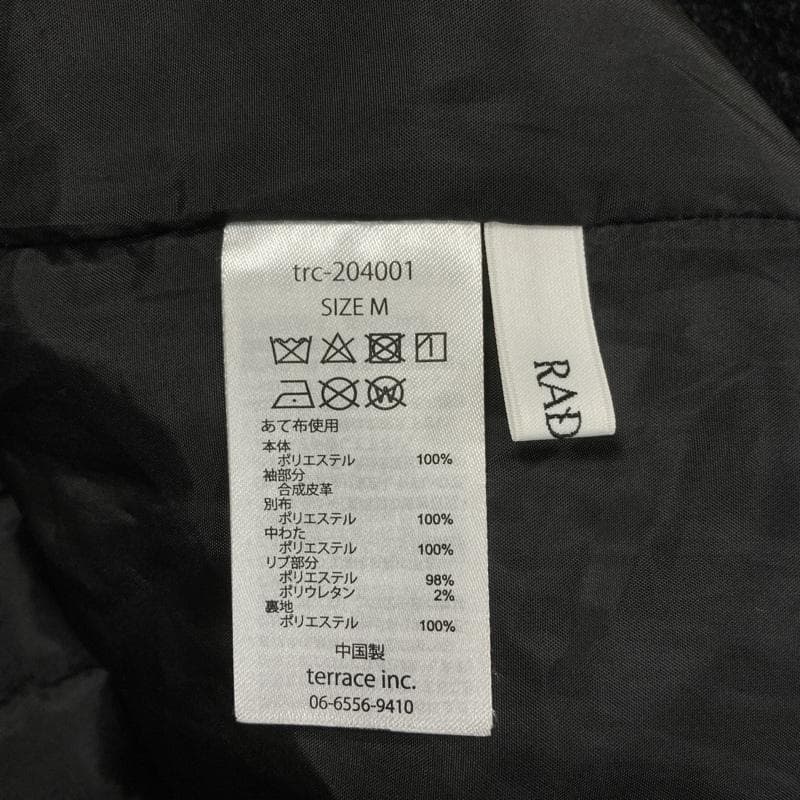 trc-204001
SIZE M
あて布使用
本体
ポリエステル 100%
袖部分
合成皮革
別布
ポリエステル 100%
中わた
ポリエステル 100%
リブ部分
ポリエステル 98%
ポリウレタン 2%
裏地
ポリエステル 100%
中国製
terrace inc.
06-6556-9410
RAD